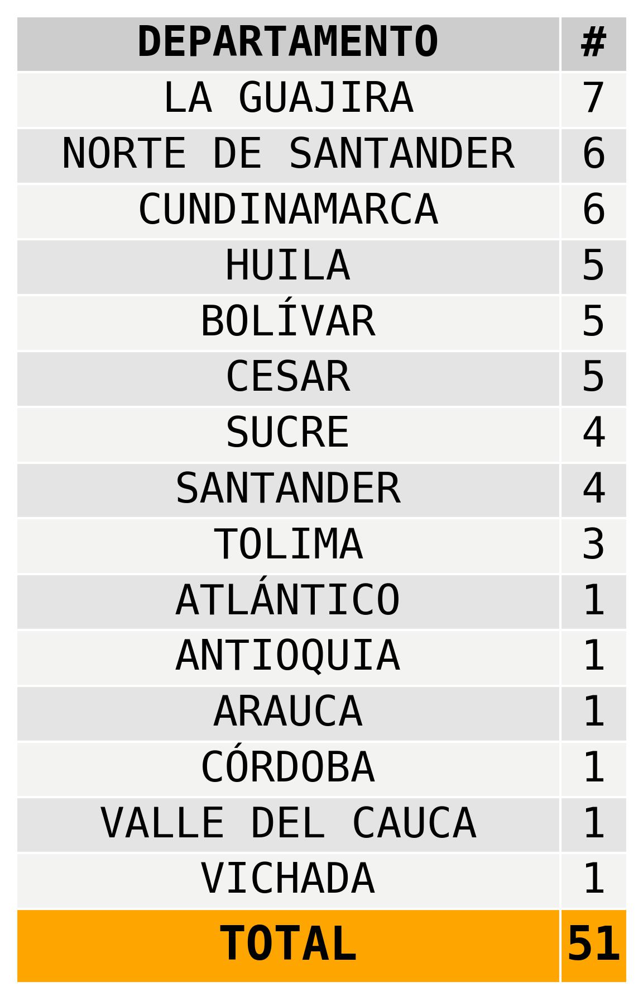 DEPARTAMENTO #
LA GUAJIRA 7
NORTE DE SANTANDER 6
CUNDINAMARCA 6
HUILA 5
BOLÍVAR 5
CESAR 5
SUCRE 4
SANTANDER 4
TOLIMA 3
ATLÁNTICO 1
ANTIOQUIA 1
ARAUCA 1
CÓRDOBA 1
VALLE DEL CAUCA 1
VICHADA 1
TOTAL 51